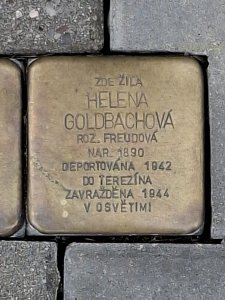 ZDE ŽILA
HELENA
GOLDBACHOVÁ
ROZ. FREUDOVÁ
NAR. 1890
DEPORTOVÁNA 1942
DO TEREZÍNA
ZAVRAŽDĚNA 1944
V OSVĚTIMI